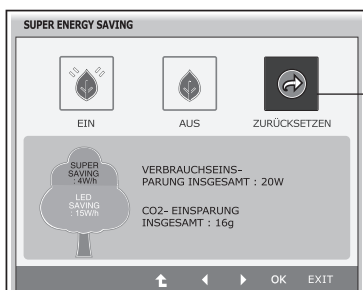 SUPER ENERGY SAVING
EIN AUS ZURÜCKSETZEN
SUPER
SAVING
: 4W/h
LED
SAVING
: 15W/h
VERBRAUCHSEINS-
PARUNG INSGESAMT : 20W
CO2- EINSPARUNG
INSGESAMT : 16g
OK EXIT